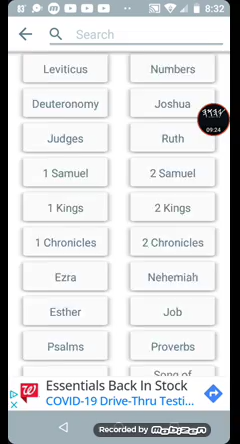 8:32
Search
Leviticus Numbers
Deuteronomy Joshua
09:24
Judges Ruth
1 Samuel 2 Samuel
1 Kings 2 Kings
1 Chronicles 2 Chronicles
Ezra Nehemiah
Esther Job
Psalms Proverbs
Song of
Essentials Back In Stock
COVID-19 Drive-Thru Testi...
Recorded by Mobizen